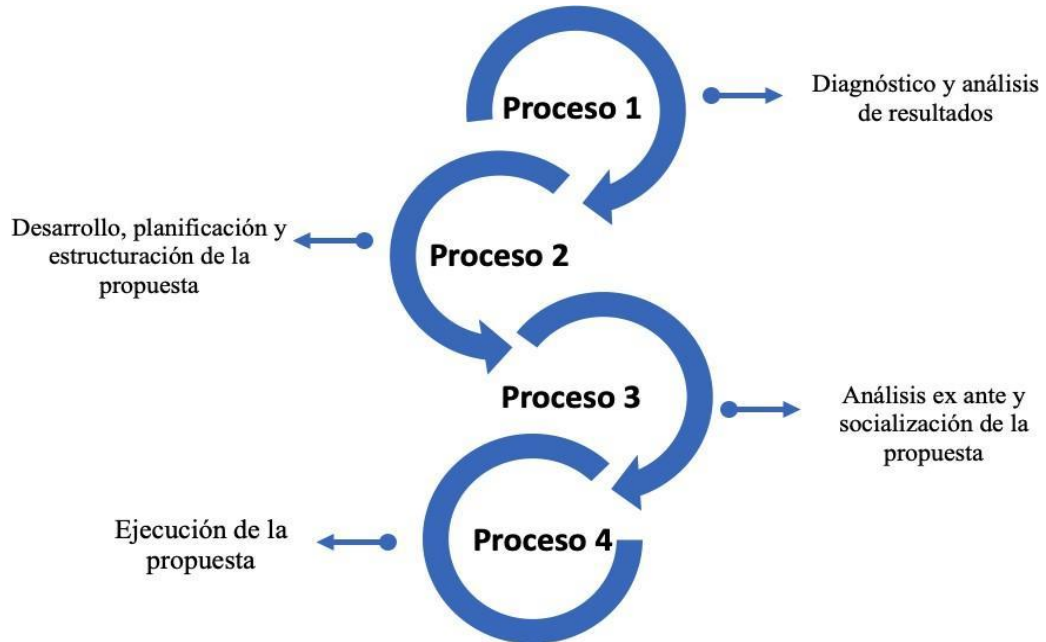 Proceso 1
Diagnóstico y análisis
de resultados
Desarrollo, planificación y
estructuración de la
propuesta
Proceso 2
Proceso 3
Análisis ex ante y
socialización de la
propuesta
Ejecución de la
propuesta
Proceso 4